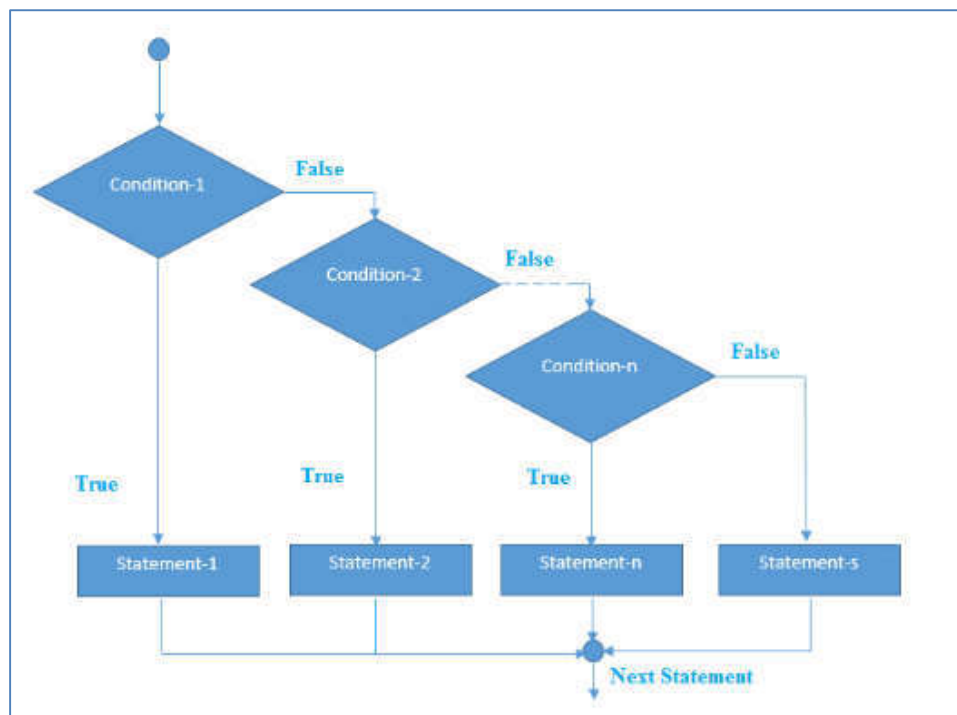 Condition-1
False
Condition-2
False
Condition-n
False
True
True
True
Statement-1
Statement-2
Statement-n
Statement-s
Next Statement